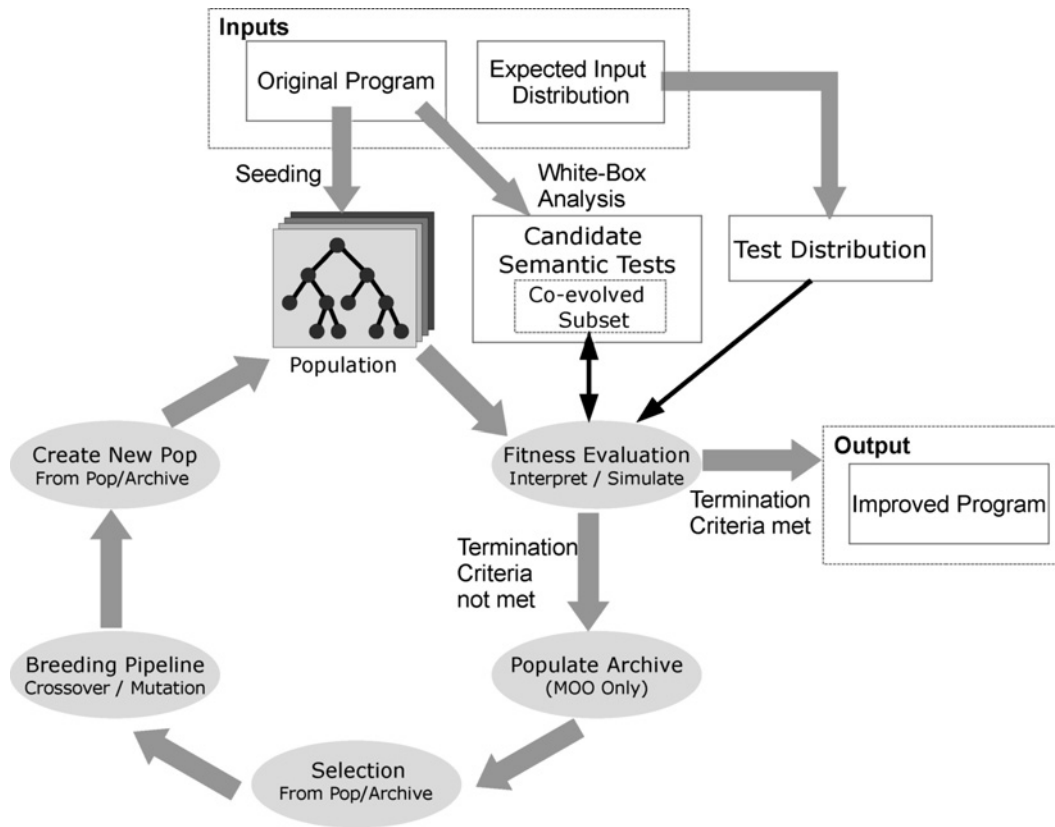 Inputs
Original Program
Expected Input
Distribution
Seeding
White-Box
Analysis
Candidate
Semantic Tests
Co-evolved
Subset
Test Distribution
Population
Create New Pop
From Pop/Archive
Fitness Evaluation
Interpret / Simulate
Output
Improved Program
Termination
Criteria met
Termination
Criteria
not met
Breeding Pipeline
Crossover / Mutation
Populate Archive
(MOO Only)
Selection
From Pop/Archive